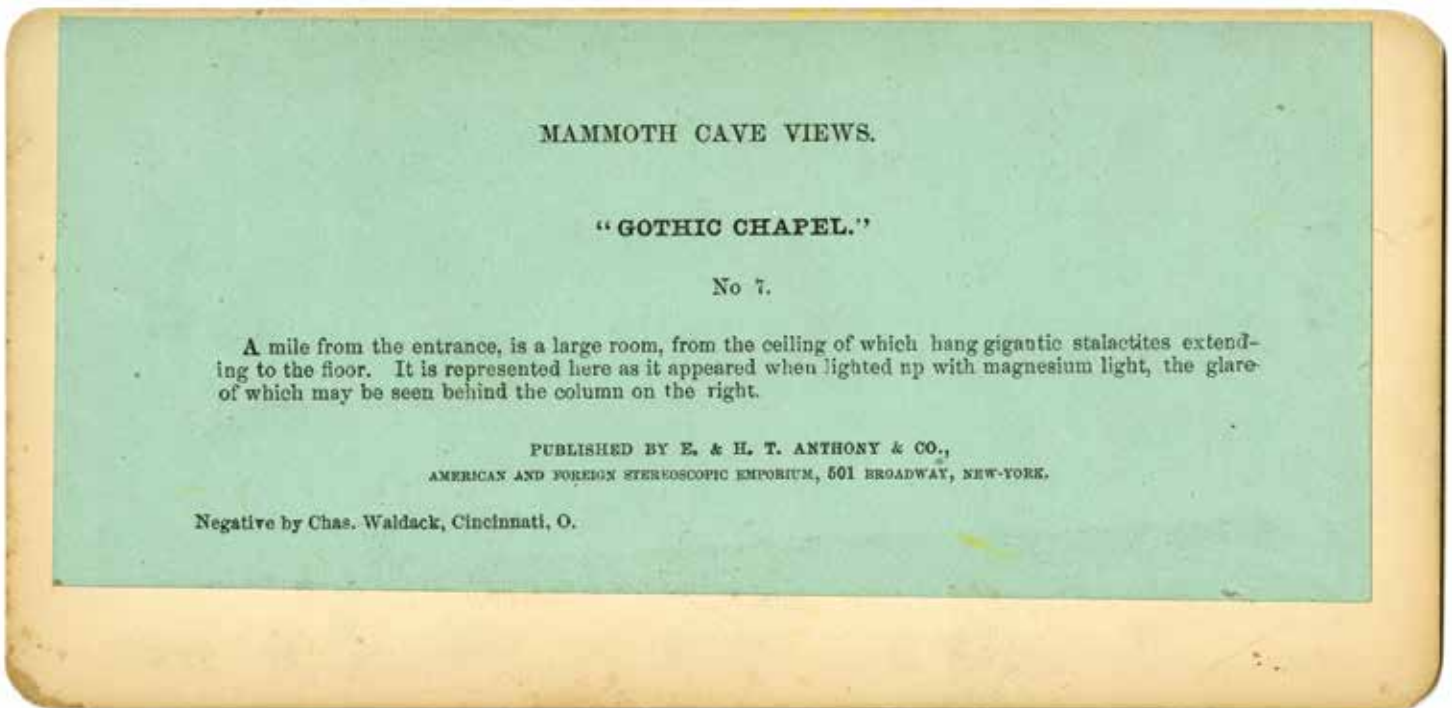 MAMMOTH CAVE VIEWS.
“GOTHIC CHAPEL.”
No 7.
A mile from the entrance, is a large room, from the ceiling of which hang gigantic stalactites extend-
ing to the floor. It is represented here as it appeared when lighted np with magnesium light, the glare
of which may be seen behind the column on the right.
PUBLISHED BY E. & H. T. ANTHONY & CO.,
AMERICAN AND FOREIGN STEREOSCOPIC EMPORIUM, 501 BROADWAY, NEW-YORK.
Negative by Chas. Waldack, Cincinnati, O.